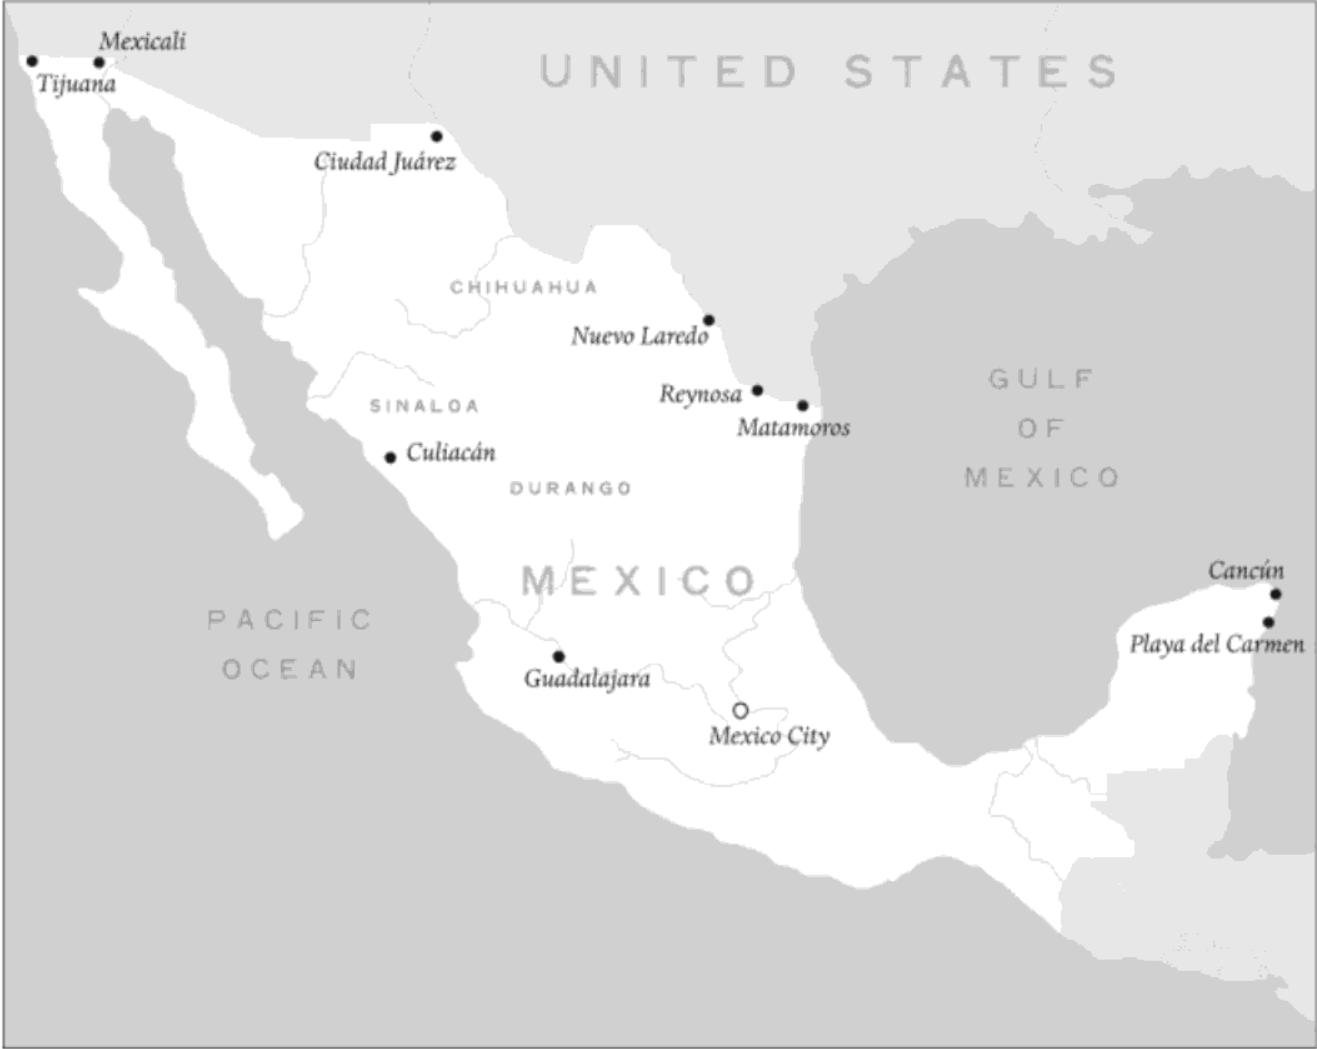 Mexicali
UNITED STATES
Tijuana
Ciudad Juárez
CHIHUAHUA
Nuevo Laredo
GULF
OF
MEXICO
Reynosa
SINALOA
Matamoros
Culiacán
DURANGO
MEXICO
Cancún
PACIFIC
OCEAN
Playa del Carmen
Guadalajara
Mexico City